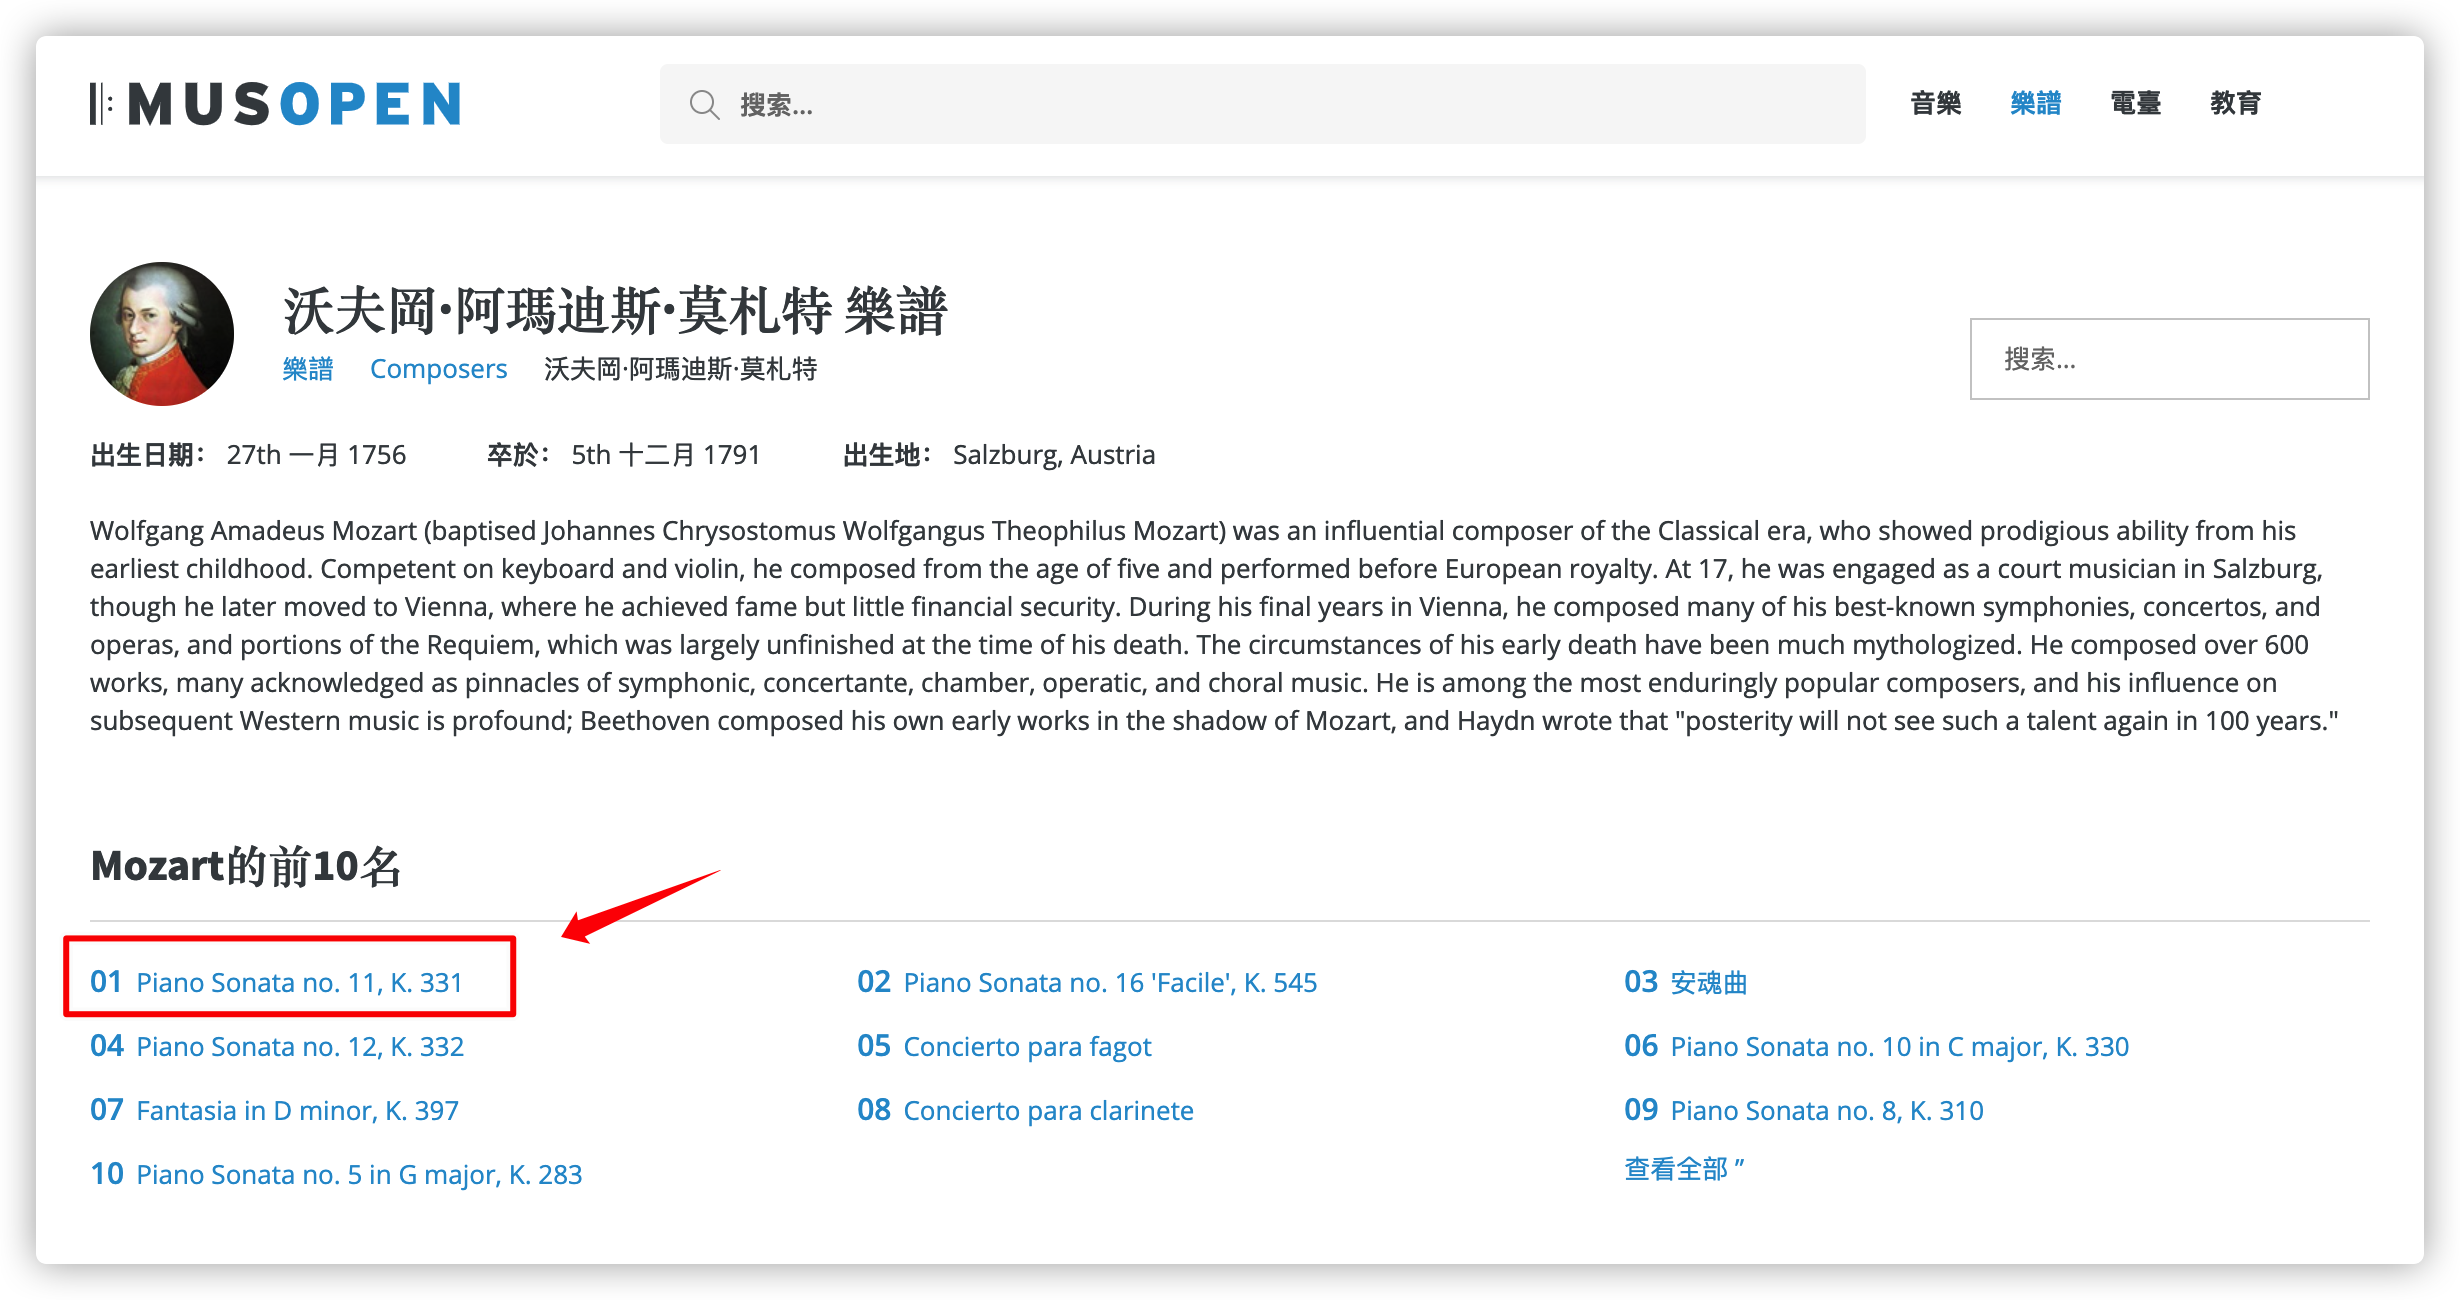 MUSOPEN
搜索...
音樂 樂譜 電臺 教育
沃夫岡·阿瑪迪斯·莫札特 樂譜
樂譜 Composers 沃夫岡·阿瑪迪斯·莫札特
搜索...
出生日期： 27th 一月 1756 卒於： 5th 十二月 1791 出生地： Salzburg, Austria
Wolfgang Amadeus Mozart (baptised Johannes Chrysostomus Wolfgangus Theophilus Mozart) was an influential composer of the Classical era, who showed prodigious ability from his
earliest childhood. Competent on keyboard and violin, he composed from the age of five and performed before European royalty. At 17, he was engaged as a court musician in Salzburg,
though he later moved to Vienna, where he achieved fame but little financial security. During his final years in Vienna, he composed many of his best-known symphonies, concertos, and
operas, and portions of the Requiem, which was largely unfinished at the time of his death. The circumstances of his early death have been much mythologized. He composed over 600
works, many acknowledged as pinnacles of symphonic, concertante, chamber, operatic, and choral music. He is among the most enduringly popular composers, and his influence on
subsequent Western music is profound; Beethoven composed his own early works in the shadow of Mozart, and Haydn wrote that "posterity will not see such a talent again in 100 years."
Mozart的前10名
01 Piano Sonata no. 11, K. 331
02 Piano Sonata no. 16 'Facile', K. 545
03 安魂曲
04 Piano Sonata no. 12, K. 332
05 Concierto para fagot
06 Piano Sonata no. 10 in C major, K. 330
07 Fantasia in D minor, K. 397
08 Concierto para clarinete
09 Piano Sonata no. 8, K. 310
10 Piano Sonata no. 5 in G major, K. 283
查看全部 ”